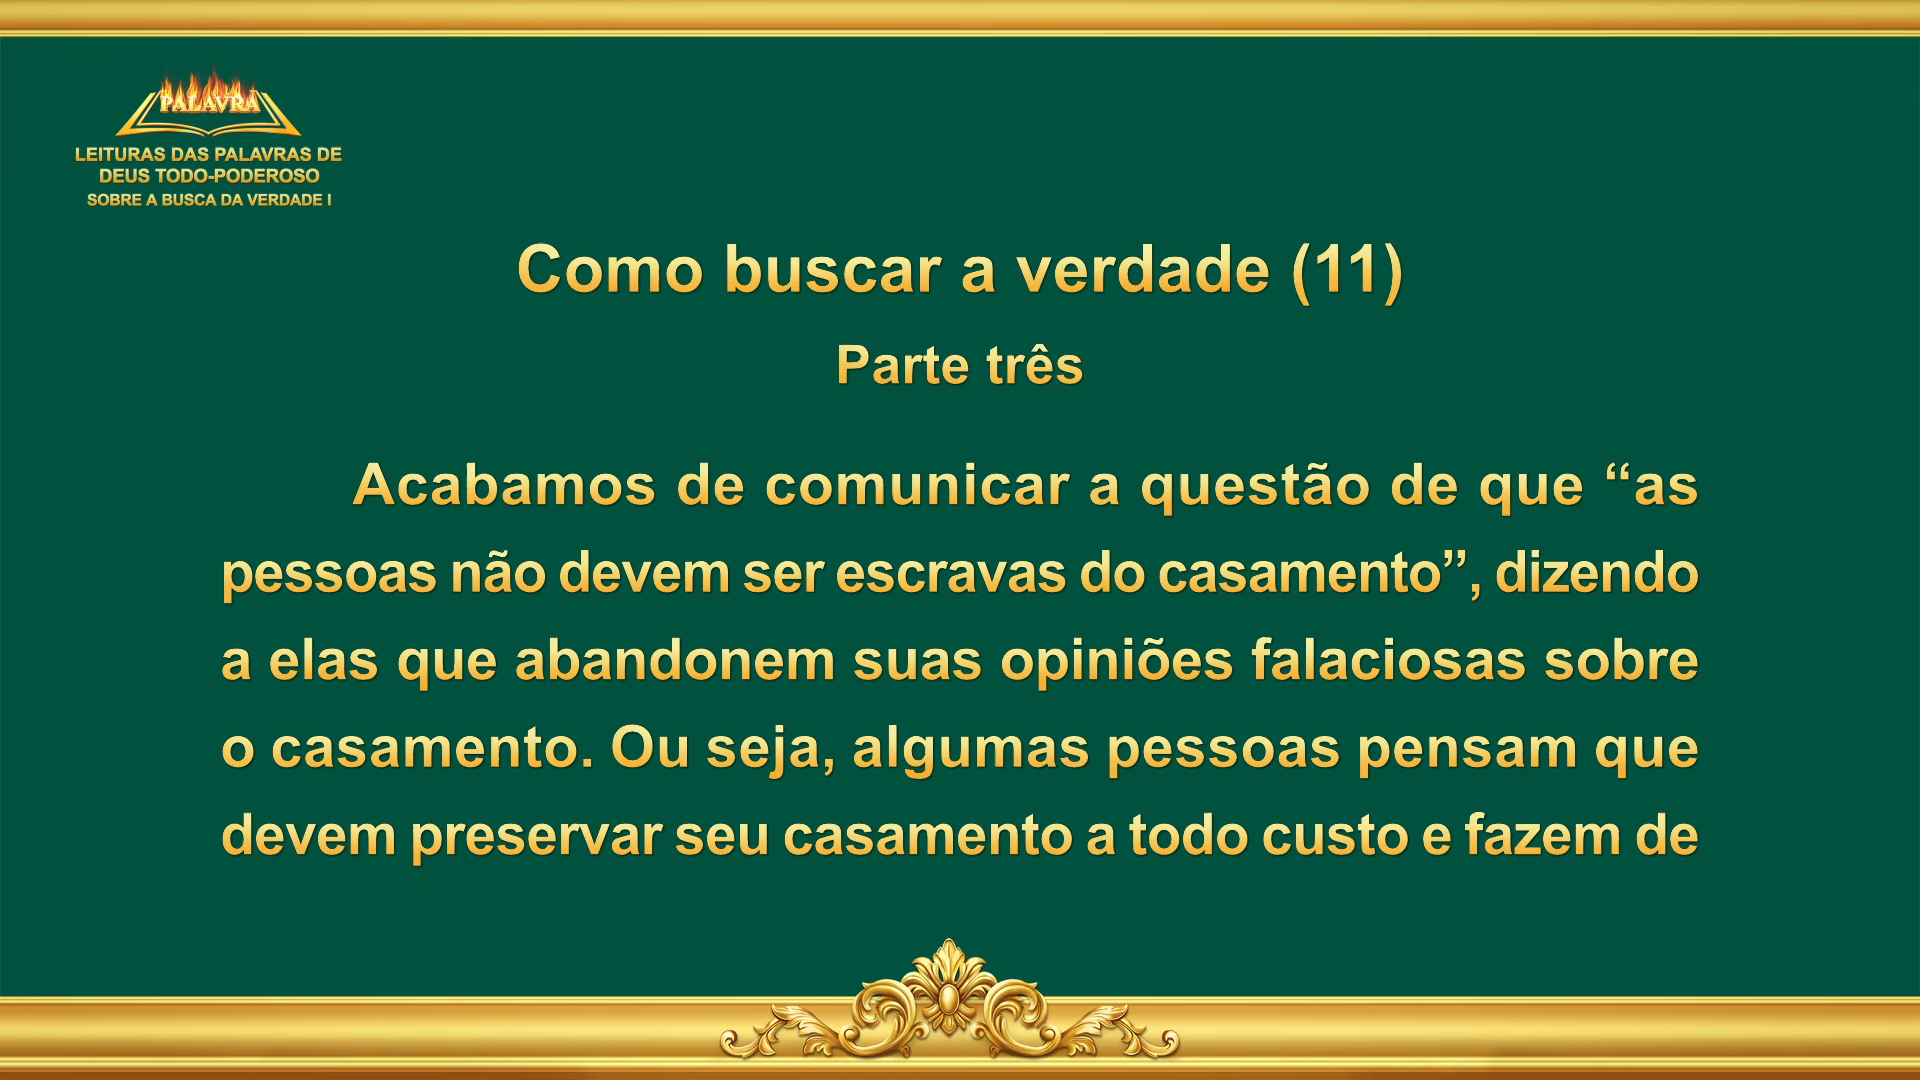 PALAVRA
LEITURAS DAS PALAVRAS DE
DEUS TODO-PODEROSO
SOBRE A BUSCA DA VERDADE I
Como buscar a verdade (11)
Parte três
Acabamos de comunicar a questão de que “as
pessoas não devem ser escravas do casamento”, dizendo
a elas que abandonem suas opiniões falaciosas sobre
o casamento. Ou seja, algumas pessoas pensam que
devem preservar seu casamento a todo custo e fazem de